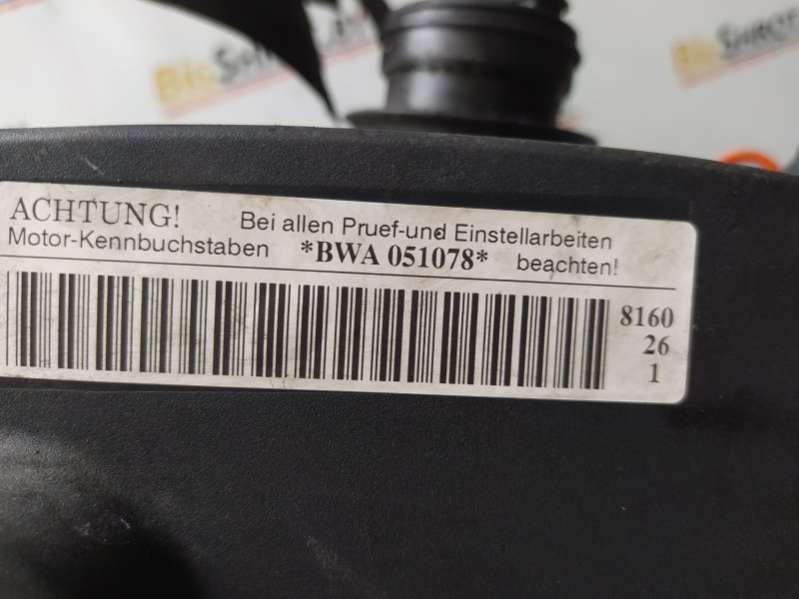 ACHTUNG! Bei allen Pruef-und Einstellarbeiten
Motor-Kennbuchstaben *BWA 051078* beachten!
8160
26
1